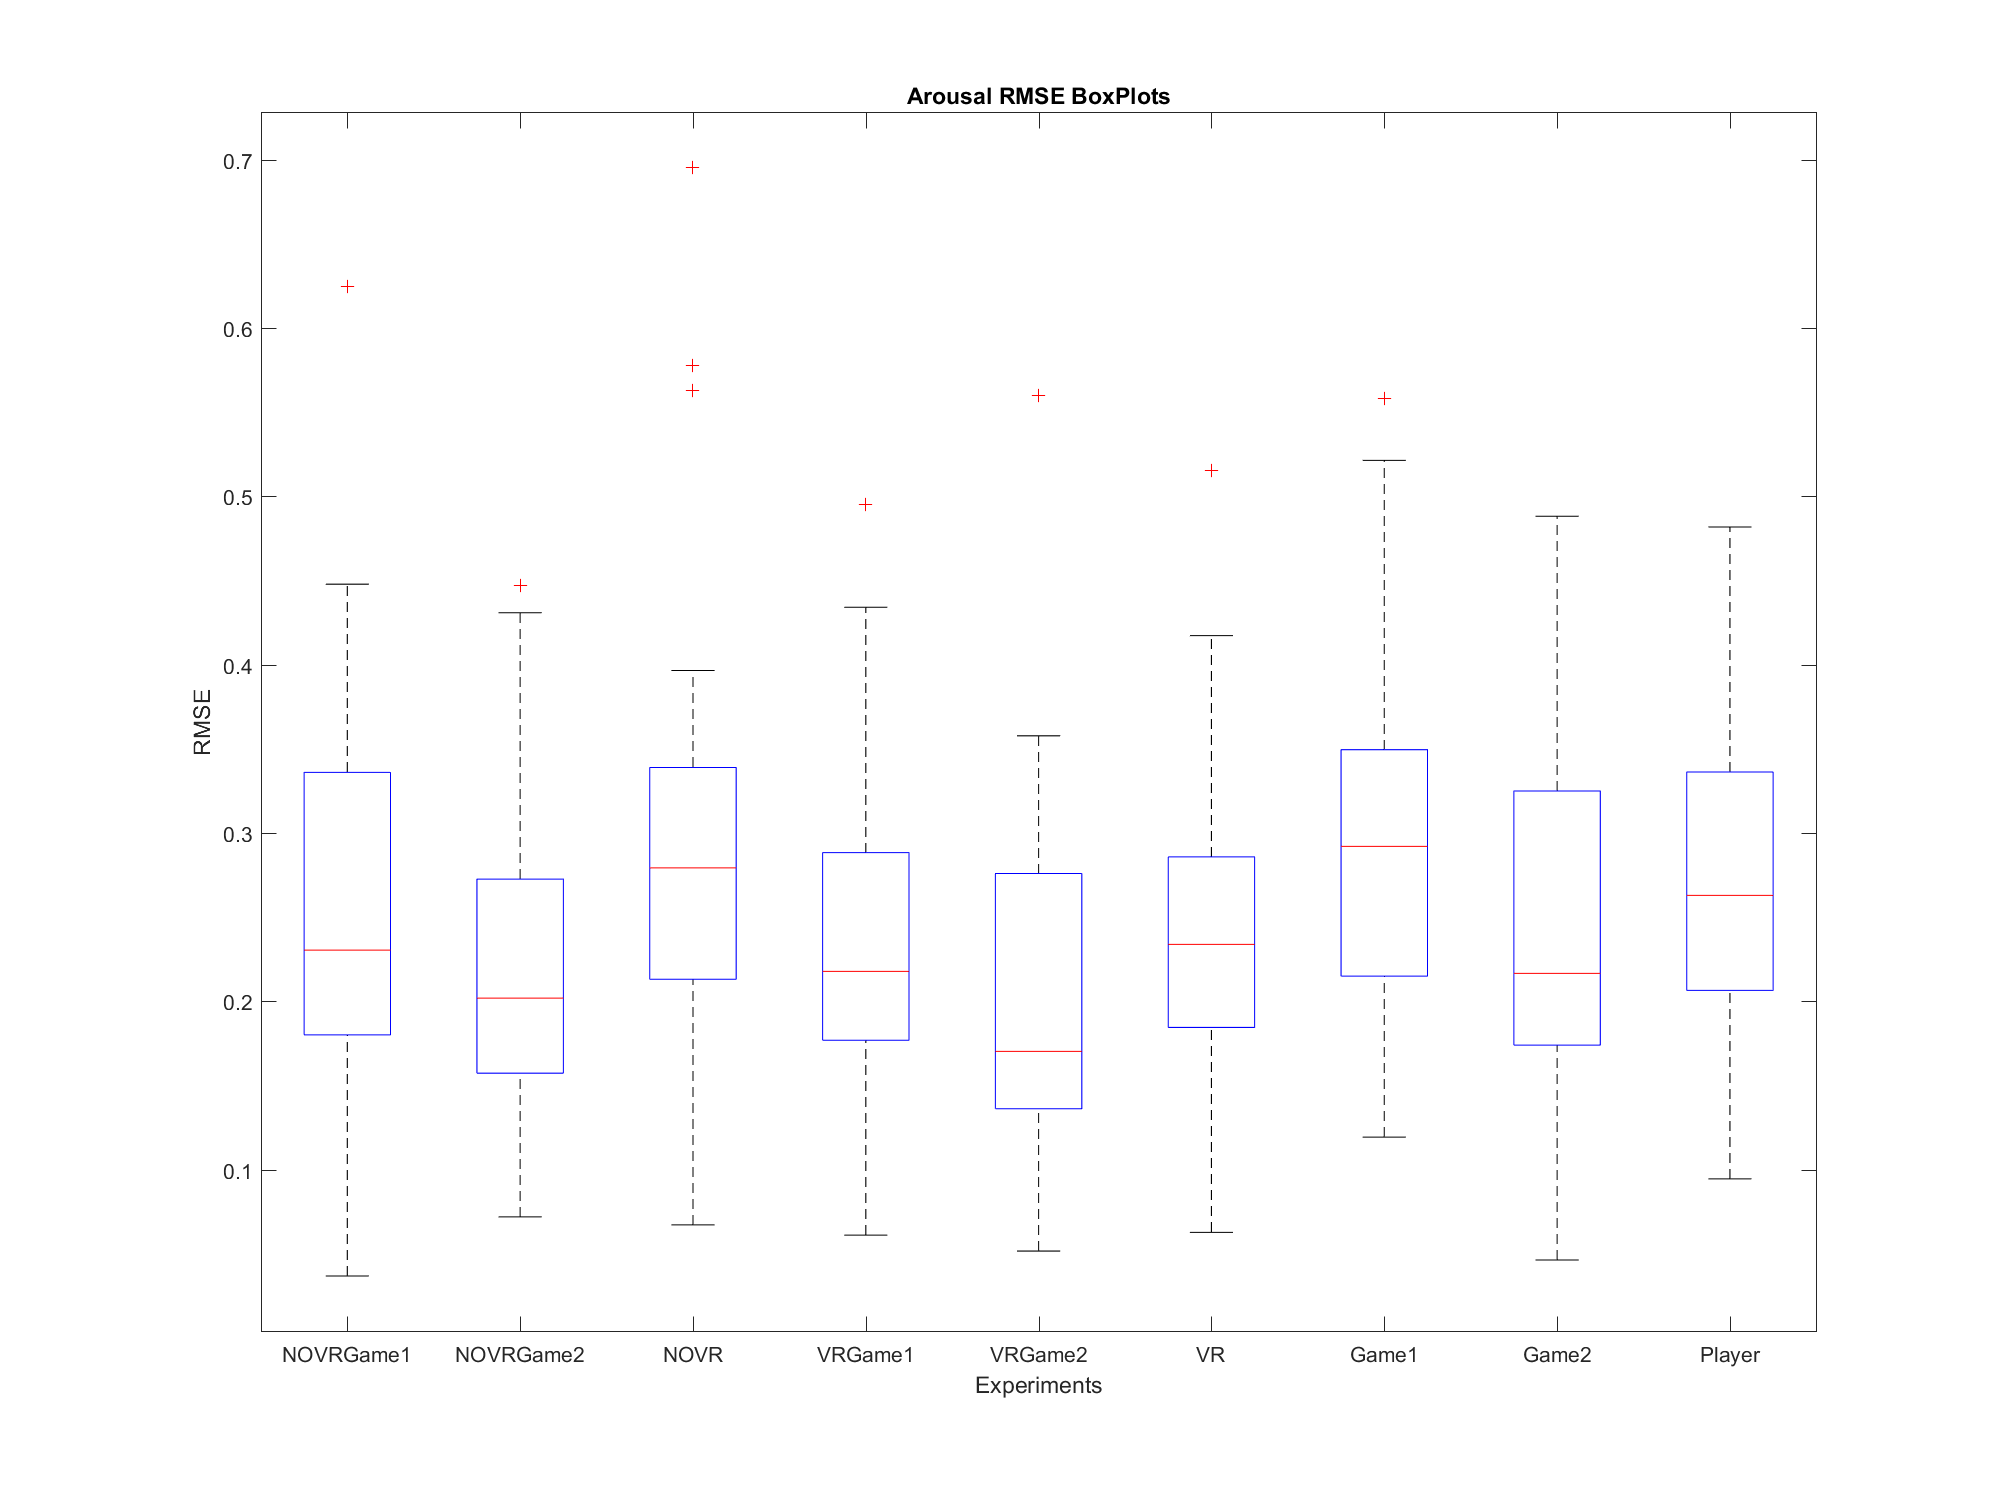 Arousal RMSE BoxPlots
0.7
0.6
0.5
0.4
0.3
0.2
0.1
RMSE
NOVRGame1 NOVRGame2 NOVR VRGame1 VRGame2 VR Game1 Game2 Player
Experiments